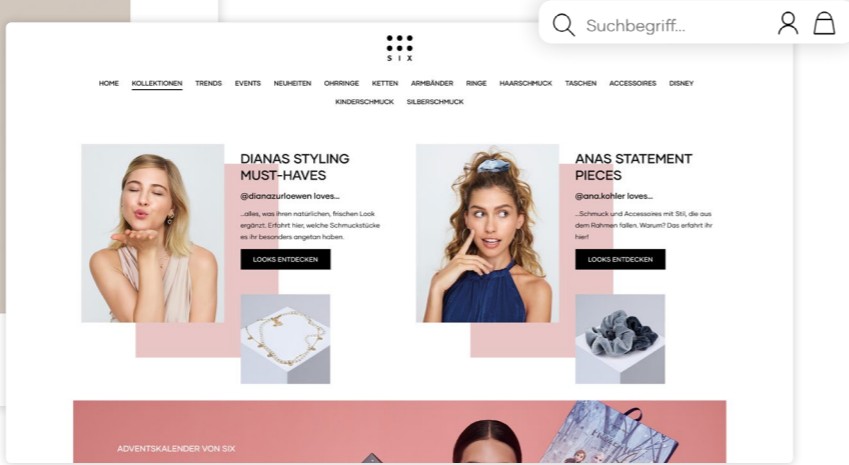 Suchbegriff...
SIX
HOME KOLLEKTIONEN TRENDS EVENTS NEUHEITEN OHRRINGE KETTEN ARMBÄNDER RINGE HAARSCHMUCK TASCHEN ACCESSOIRES DISNEY
KINDERSCHMUCK SILBERSCHMUCK
DIANAS STYLING
MUST-HAVES
@dianazurloewen loves...
...alles, was ihren natürlichen, frischen Look
ergänzt. Erfahrt hier, welche Schmuckstücke
es ihr besonders angetan haben.
LOOKS ENTDECKEN
ANAS STATEMENT
PIECES
@ana.kohler loves...
...Schmuck und Accessoires mit Stil, die aus
dem Rahmen fallen. Warum? Das erfahrt ihr
hier!
LOOKS ENTDECKEN
ADVENTSKALENDER VON SIX